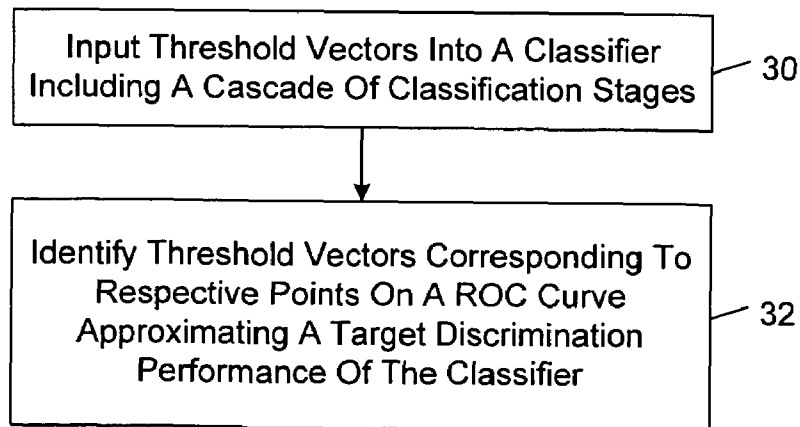 Input Threshold Vectors Into A Classifier
Including A Cascade Of Classification Stages
30
Identify Threshold Vectors Corresponding To
Respective Points On A ROC Curve
Approximating A Target Discrimination
Performance Of The Classifier
32